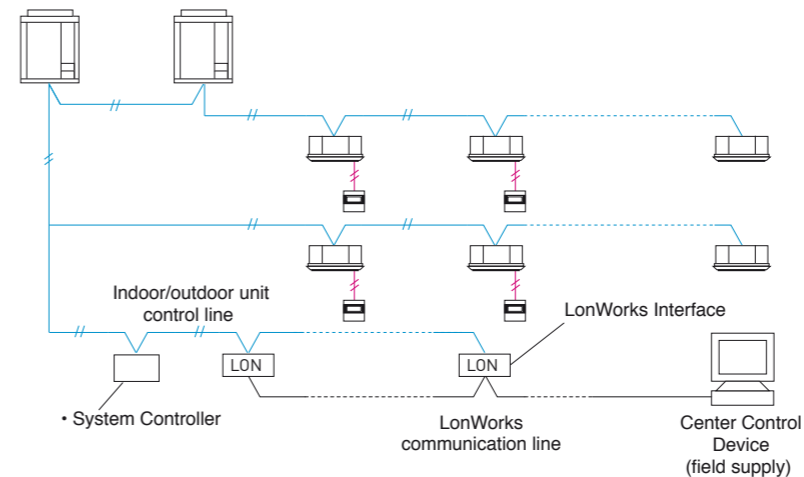 Indoor/outdoor unit
control line
LonWorks Interface
LON
LON
• System Controller
LonWorks
communication line
Center Control
Device
(field supply)